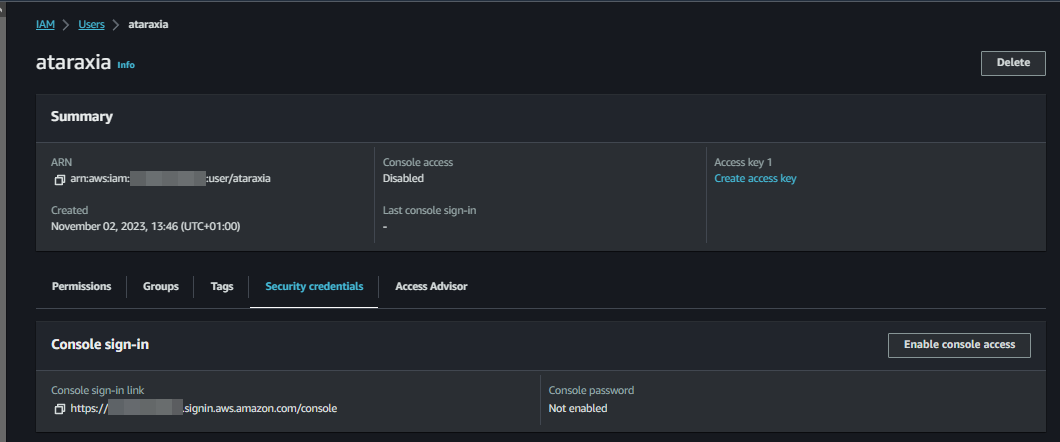 IAM > Users > ataraxia
ataraxia Info
Delete
Summary
ARN
arn:aws:iam: :user/ataraxia
Created
November 02, 2023, 13:46 (UTC+01:00)
Console access
Disabled
Last console sign-in
-
Access key 1
Create access key
Permissions
Groups
Tags
Security credentials
Access Advisor
Console sign-in
Enable console access
Console sign-in link
https:// .signin.aws.amazon.com/console
Console password
Not enabled